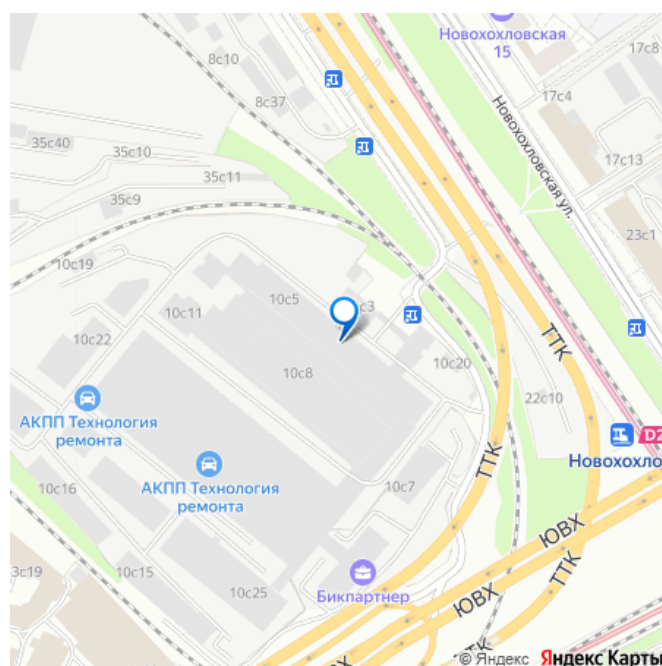 Новохохловская
15
17с8
8с10
8с37
17с4
Новохохловская ул.
35с40
35с10
35с11
35с9
17с13
23с1
10с19
10с5
с3
10с11
10с22
10с8
10с20
ТТК
22с10
D2
Новохохло
АКПП Технология
ремонта
АКПП Технология
ремонта
ТТК
10с16
10с7
ЮВХ
ТТК
3с19
10с15
10с25
Бикпартнер
ЮВХ
© Яндекс Яндекс Карты